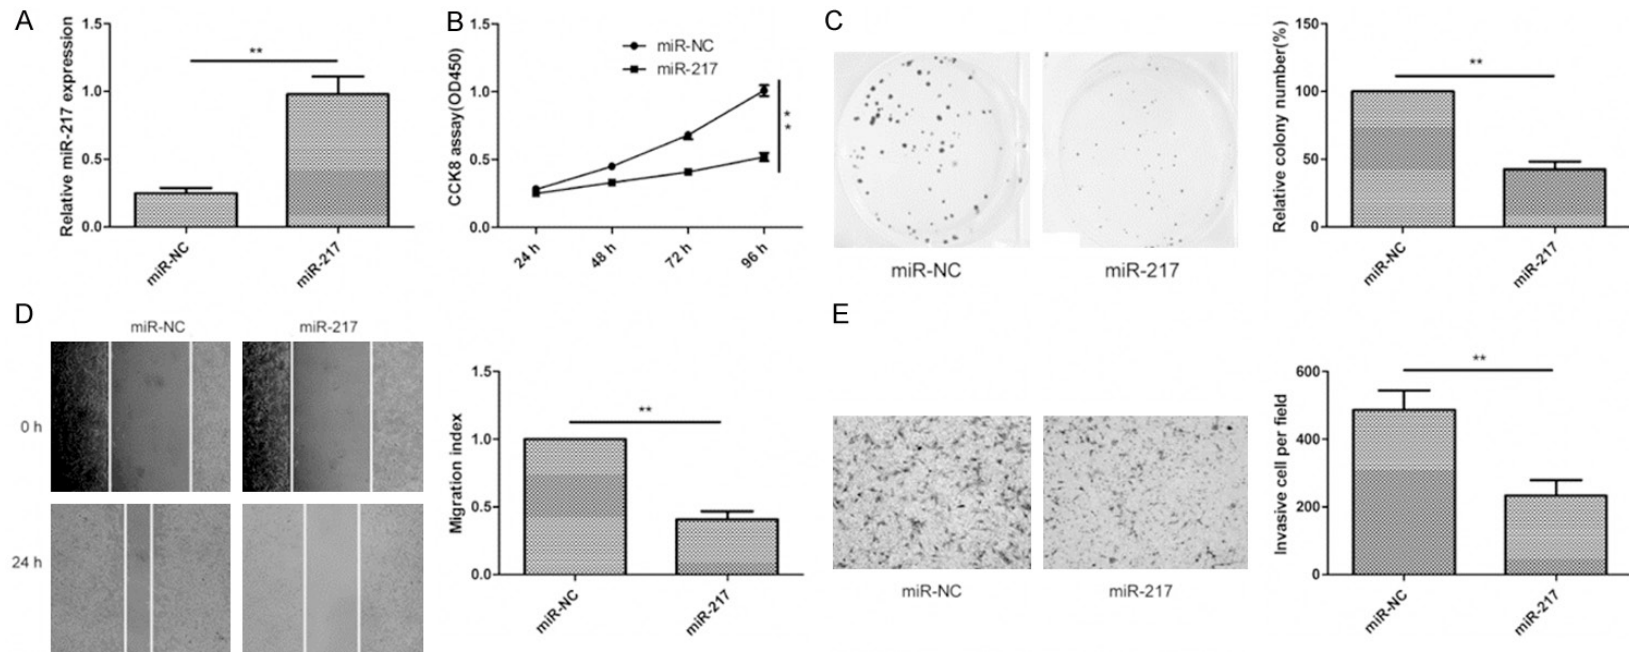 A
Relative miR-217 expression
1.5
1.0
0.5
0.0
**
miR-NC
miR-217
B
CCK8 assay(OD450)
1.5
1.0
0.5
0.0
miR-NC
miR-217
**
24 h
48 h
72 h
96 h
C
miR-NC
miR-217
Relative colony number(%)
150
100
50
0
**
miR-NC
miR-217
D
miR-NC
miR-217
0 h
24 h
Migration index
1.5
1.0
0.5
0.0
**
miR-NC
miR-217
E
miR-NC
miR-217
Invasive cell per field
600
400
200
0
**
miR-NC
miR-217